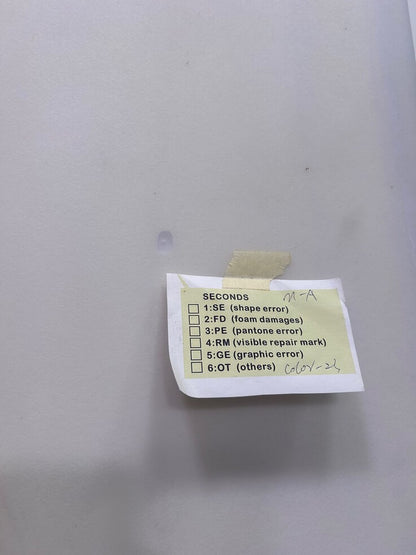 SECONDS n-A
☐ 1:SE (shape error)
☐ 2:FD (foam damages)
☐ 3:PE (pantone error)
☐ 4:RM (visible repair mark)
☐ 5:GE (graphic error)
☐ 6:OT (others) color-